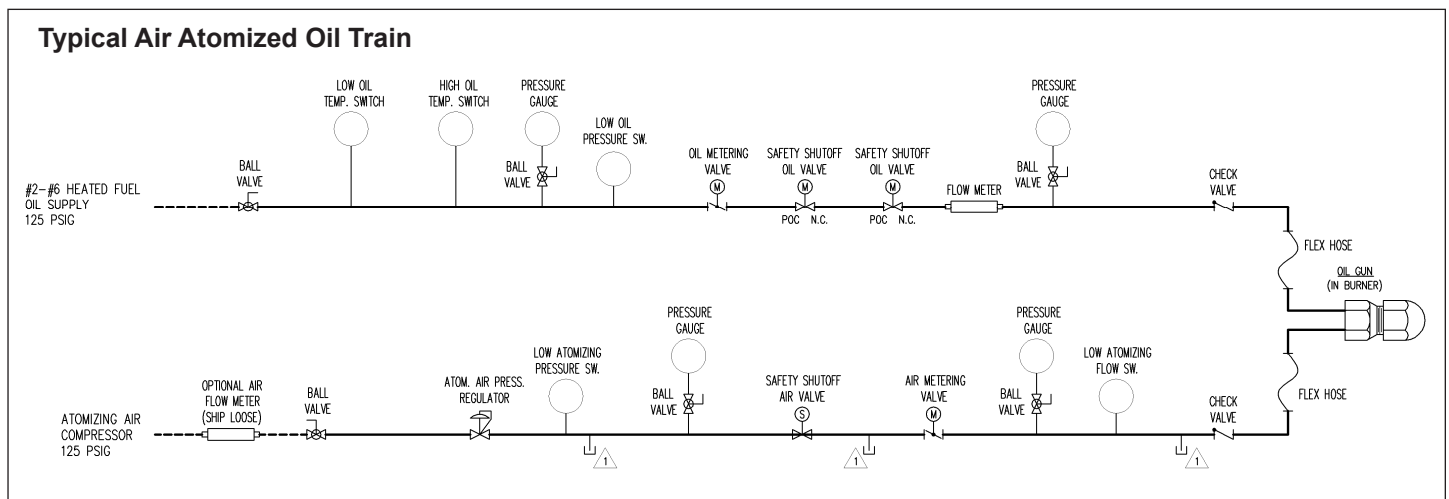 Typical Air Atomized Oil Train
LOW OIL
TEMP. SWITCH
HIGH OIL
TEMP. SWITCH
PRESSURE
GAUGE
BALL
VALVE
LOW OIL
PRESSURE SW.
OIL METERING
VALVE
M
SAFETY SHUTOFF
OIL VALVE
M
POC N.C.
SAFETY SHUTOFF
OIL VALVE
M
POC N.C.
FLOW METER
PRESSURE
GAUGE
BALL
VALVE
CHECK
VALVE
BALL
VALVE
#2-#6 HEATED FUEL
OIL SUPPLY
125 PSIG
FLEX HOSE
OIL GUN
(IN BURNER)
OPTIONAL AIR
FLOW METER
(SHIP LOOSE)
BALL
VALVE
ATOM. AIR PRESS.
REGULATOR
LOW ATOMIZING
PRESSURE SW.
PRESSURE
GAUGE
BALL
VALVE
SAFETY SHUTOFF
AIR VALVE
S
AIR METERING
VALVE
M
PRESSURE
GAUGE
BALL
VALVE
LOW ATOMIZING
FLOW SW.
CHECK
VALVE
FLEX HOSE
ATOMIZING AIR
COMPRESSOR
125 PSIG
1
1
1